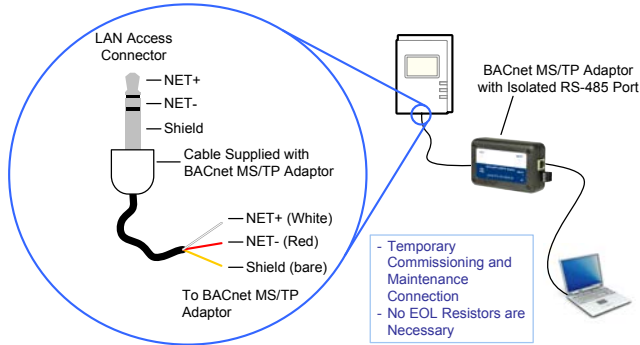 LAN Access
Connector
NET+
NET-
Shield
Cable Supplied with
BACnet MS/TP Adaptor
NET+ (White)
NET- (Red)
Shield (bare)
To BACnet MS/TP
Adaptor
BACnet MS/TP Adaptor
with Isolated RS-485 Port
- Temporary
Commissioning and
Maintenance
Connection
- No EOL Resistors are
Necessary